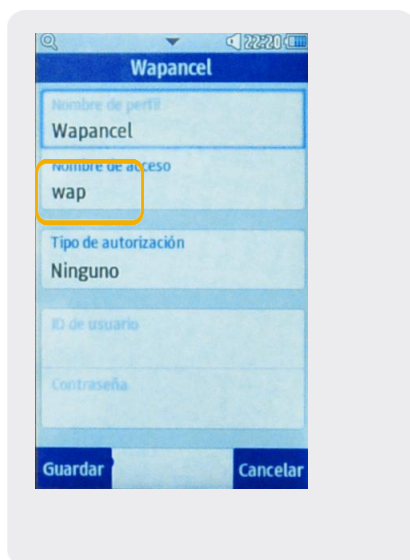 22:20
Wapancel
Nombre de perfil
Wapancel
Nombre de acceso
wap
Tipo de autorización
Ninguno
ID de usuario
Contraseña
Guardar
Cancelar